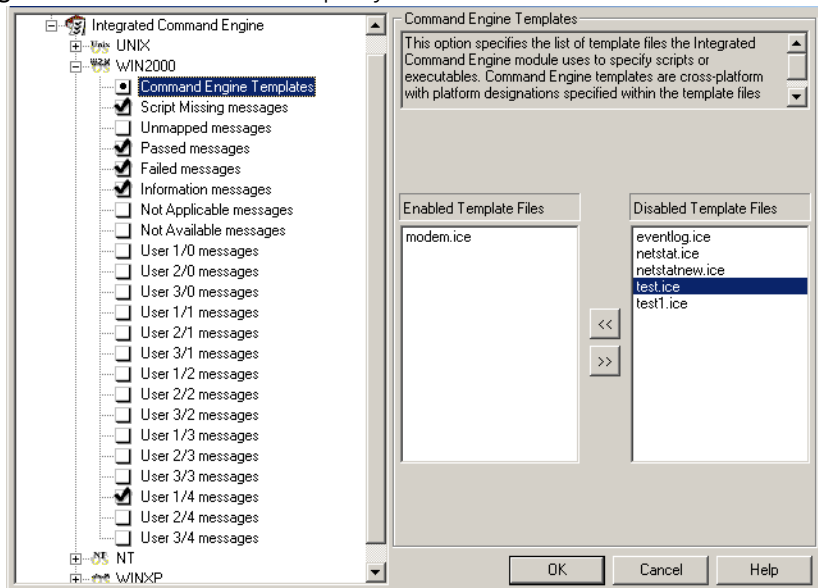 Integrated Command Engine
UNIX
WIN2000
Command Engine Templates
Script Missing messages
Unmapped messages
Passed messages
Failed messages
Information messages
Not Applicable messages
Not Available messages
User 1/0 messages
User 2/0 messages
User 3/0 messages
User 1/1 messages
User 2/1 messages
User 3/1 messages
User 1/2 messages
User 2/2 messages
User 3/2 messages
User 1/3 messages
User 2/3 messages
User 3/3 messages
User 1/4 messages
User 2/4 messages
User 3/4 messages
NT
WINXP
Command Engine Templates
This option specifies the list of template files the Integrated
Command Engine module uses to specify scripts or
executables. Command Engine templates are cross-platform
with platform designations specified within the template files
Enabled Template Files
modem.ice
<<
>>
Disabled Template Files
eventlog.ice
netstat.ice
netstatnew.ice
test.ice
test1.ice
OK
Cancel
Help